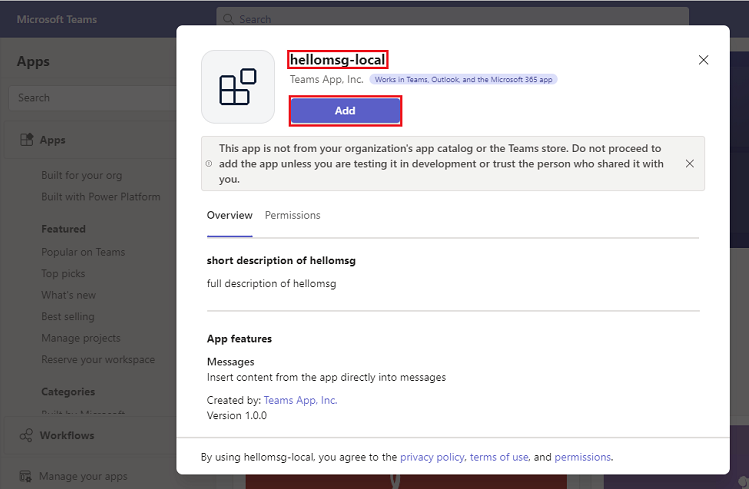 Microsoft Teams
Search
Apps
Search
Apps
Built for your org
Built with Power Platform
Featured
Popular on Teams
Top picks
What's new
Best selling
Manage projects
Reserve your workspace
Categories
Built by Microsoft
Workflows
Manage your apps
hellomsg-local
Teams App, Inc. Works in Teams, Outlook, and the Microsoft 365 app
Add
This app is not from your organization's app catalog or the Teams store. Do not proceed to
add the app unless you are testing it in development or trust the person who shared it with
you.
Overview Permissions
short description of hellomsg
full description of hellomsg
App features
Messages
Insert content from the app directly into messages
Created by: Teams App, Inc.
Version 1.0.0
By using hellomsg-local, you agree to the privacy policy, terms of use, and permissions.